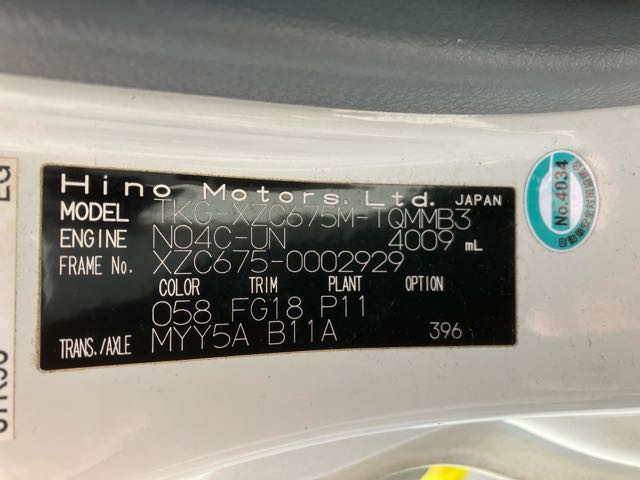 Hino Motors, Ltd. JAPAN
MODEL TKG-XZC675M-TQMMB3
ENGINE N04C-UN 4009 mL
FRAME No. XZC675-0002929
COLOR TRIM PLANT OPTION
058 FG18 P11
TRANS./AXLE MYY5A B11A 396
No.4034